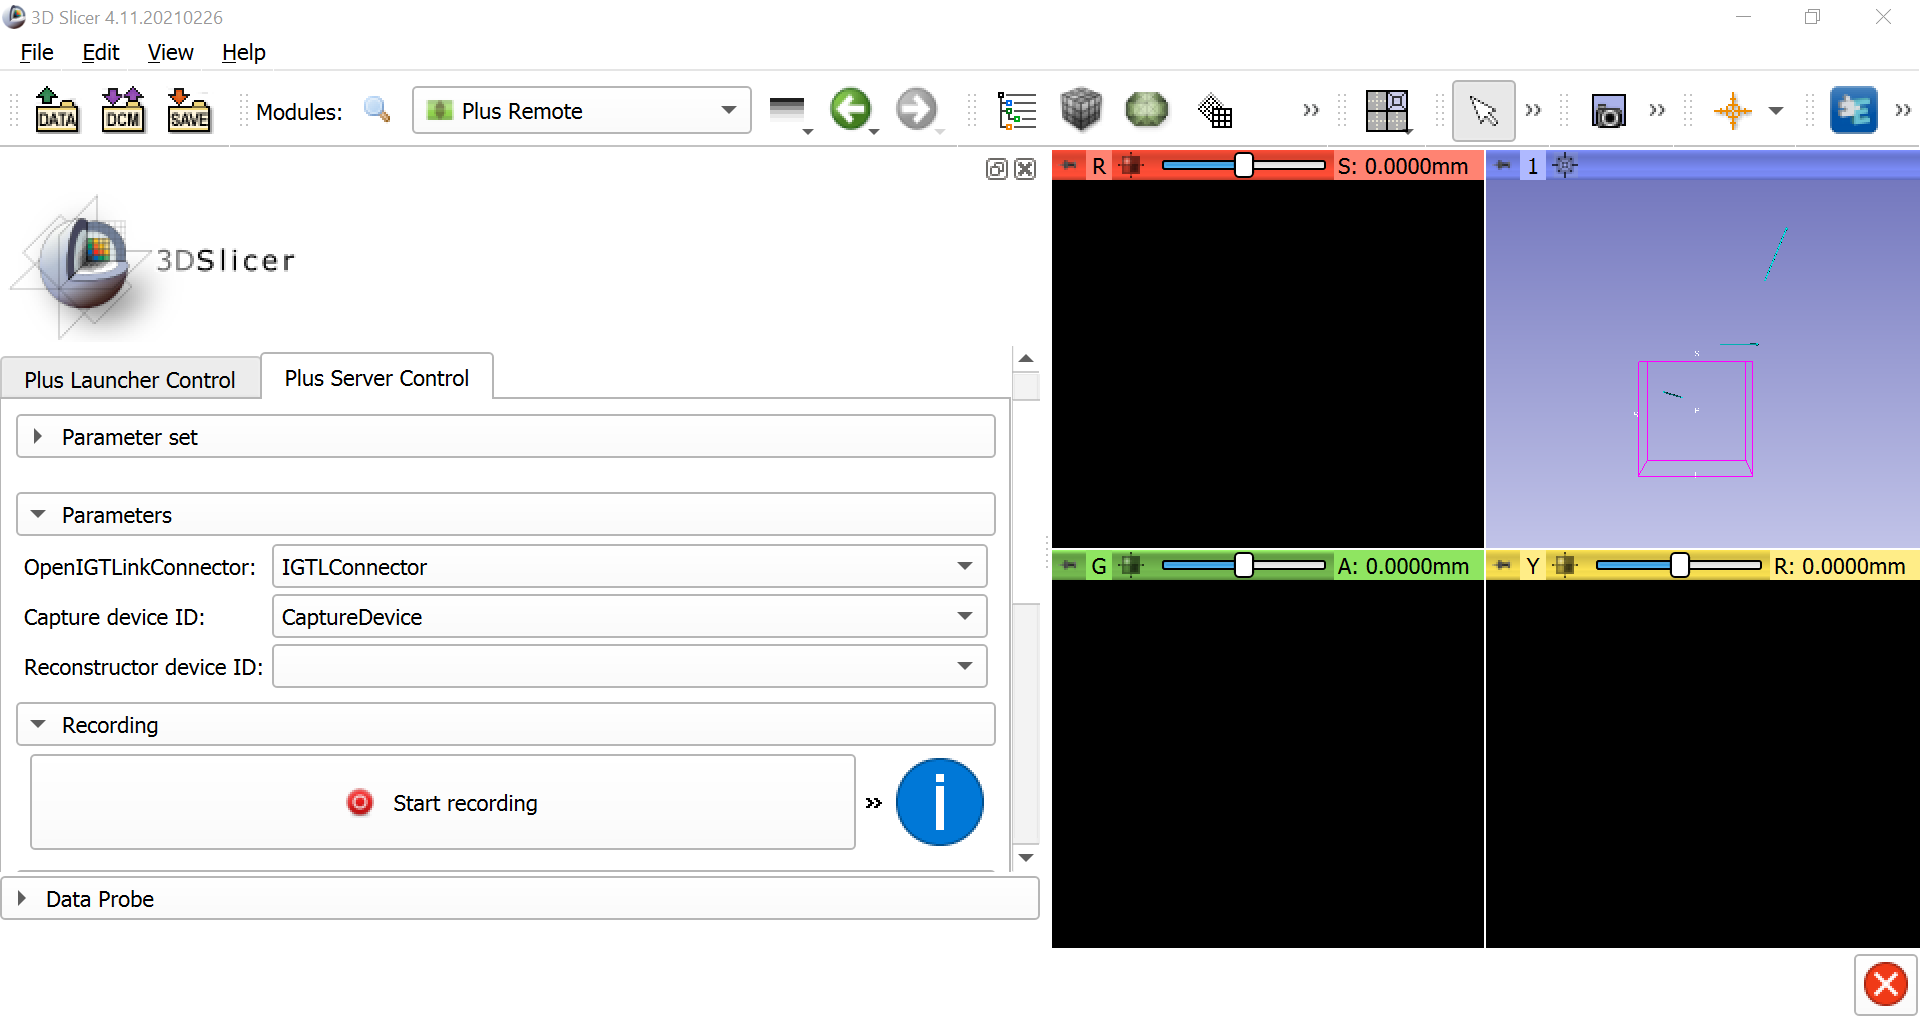 3D Slicer 4.11.20210226
File Edit View Help
DATA DCM SAVE Modules: Plus Remote
R S: 0.0000mm 1
3DSlicer
S
P
Plus Launcher Control Plus Server Control
Parameter set
Parameters
OpenIGTLinkConnector: IGTLConnector
G A: 0.0000mm Y R: 0.0000mm
Capture device ID: CaptureDevice
Reconstructor device ID:
Recording
Start recording
Data Probe